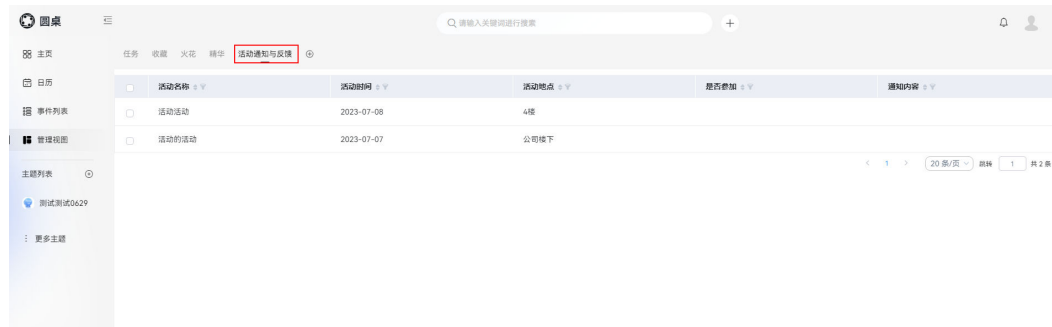 圆桌
请输入关键词进行搜索
主页
日历
事件列表
管理视图
主题列表
测试测试0629
更多主题
任务 收藏 火花 精华 活动通知与反馈
活动名称 活动时间 活动地点 是否参加 通知内容
活动活动 2023-07-08 4楼
活动的活动 2023-07-07 公司楼下
1 20 条/页 跳转 1 共 2 条